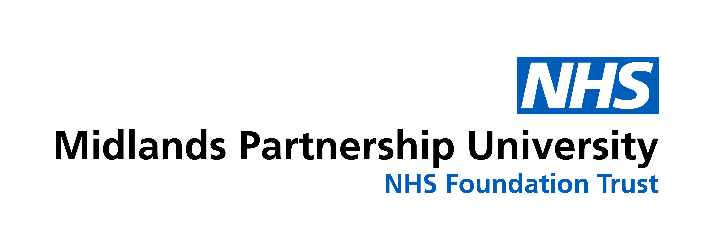 NHS
Midlands Partnership University
NHS Foundation Trust